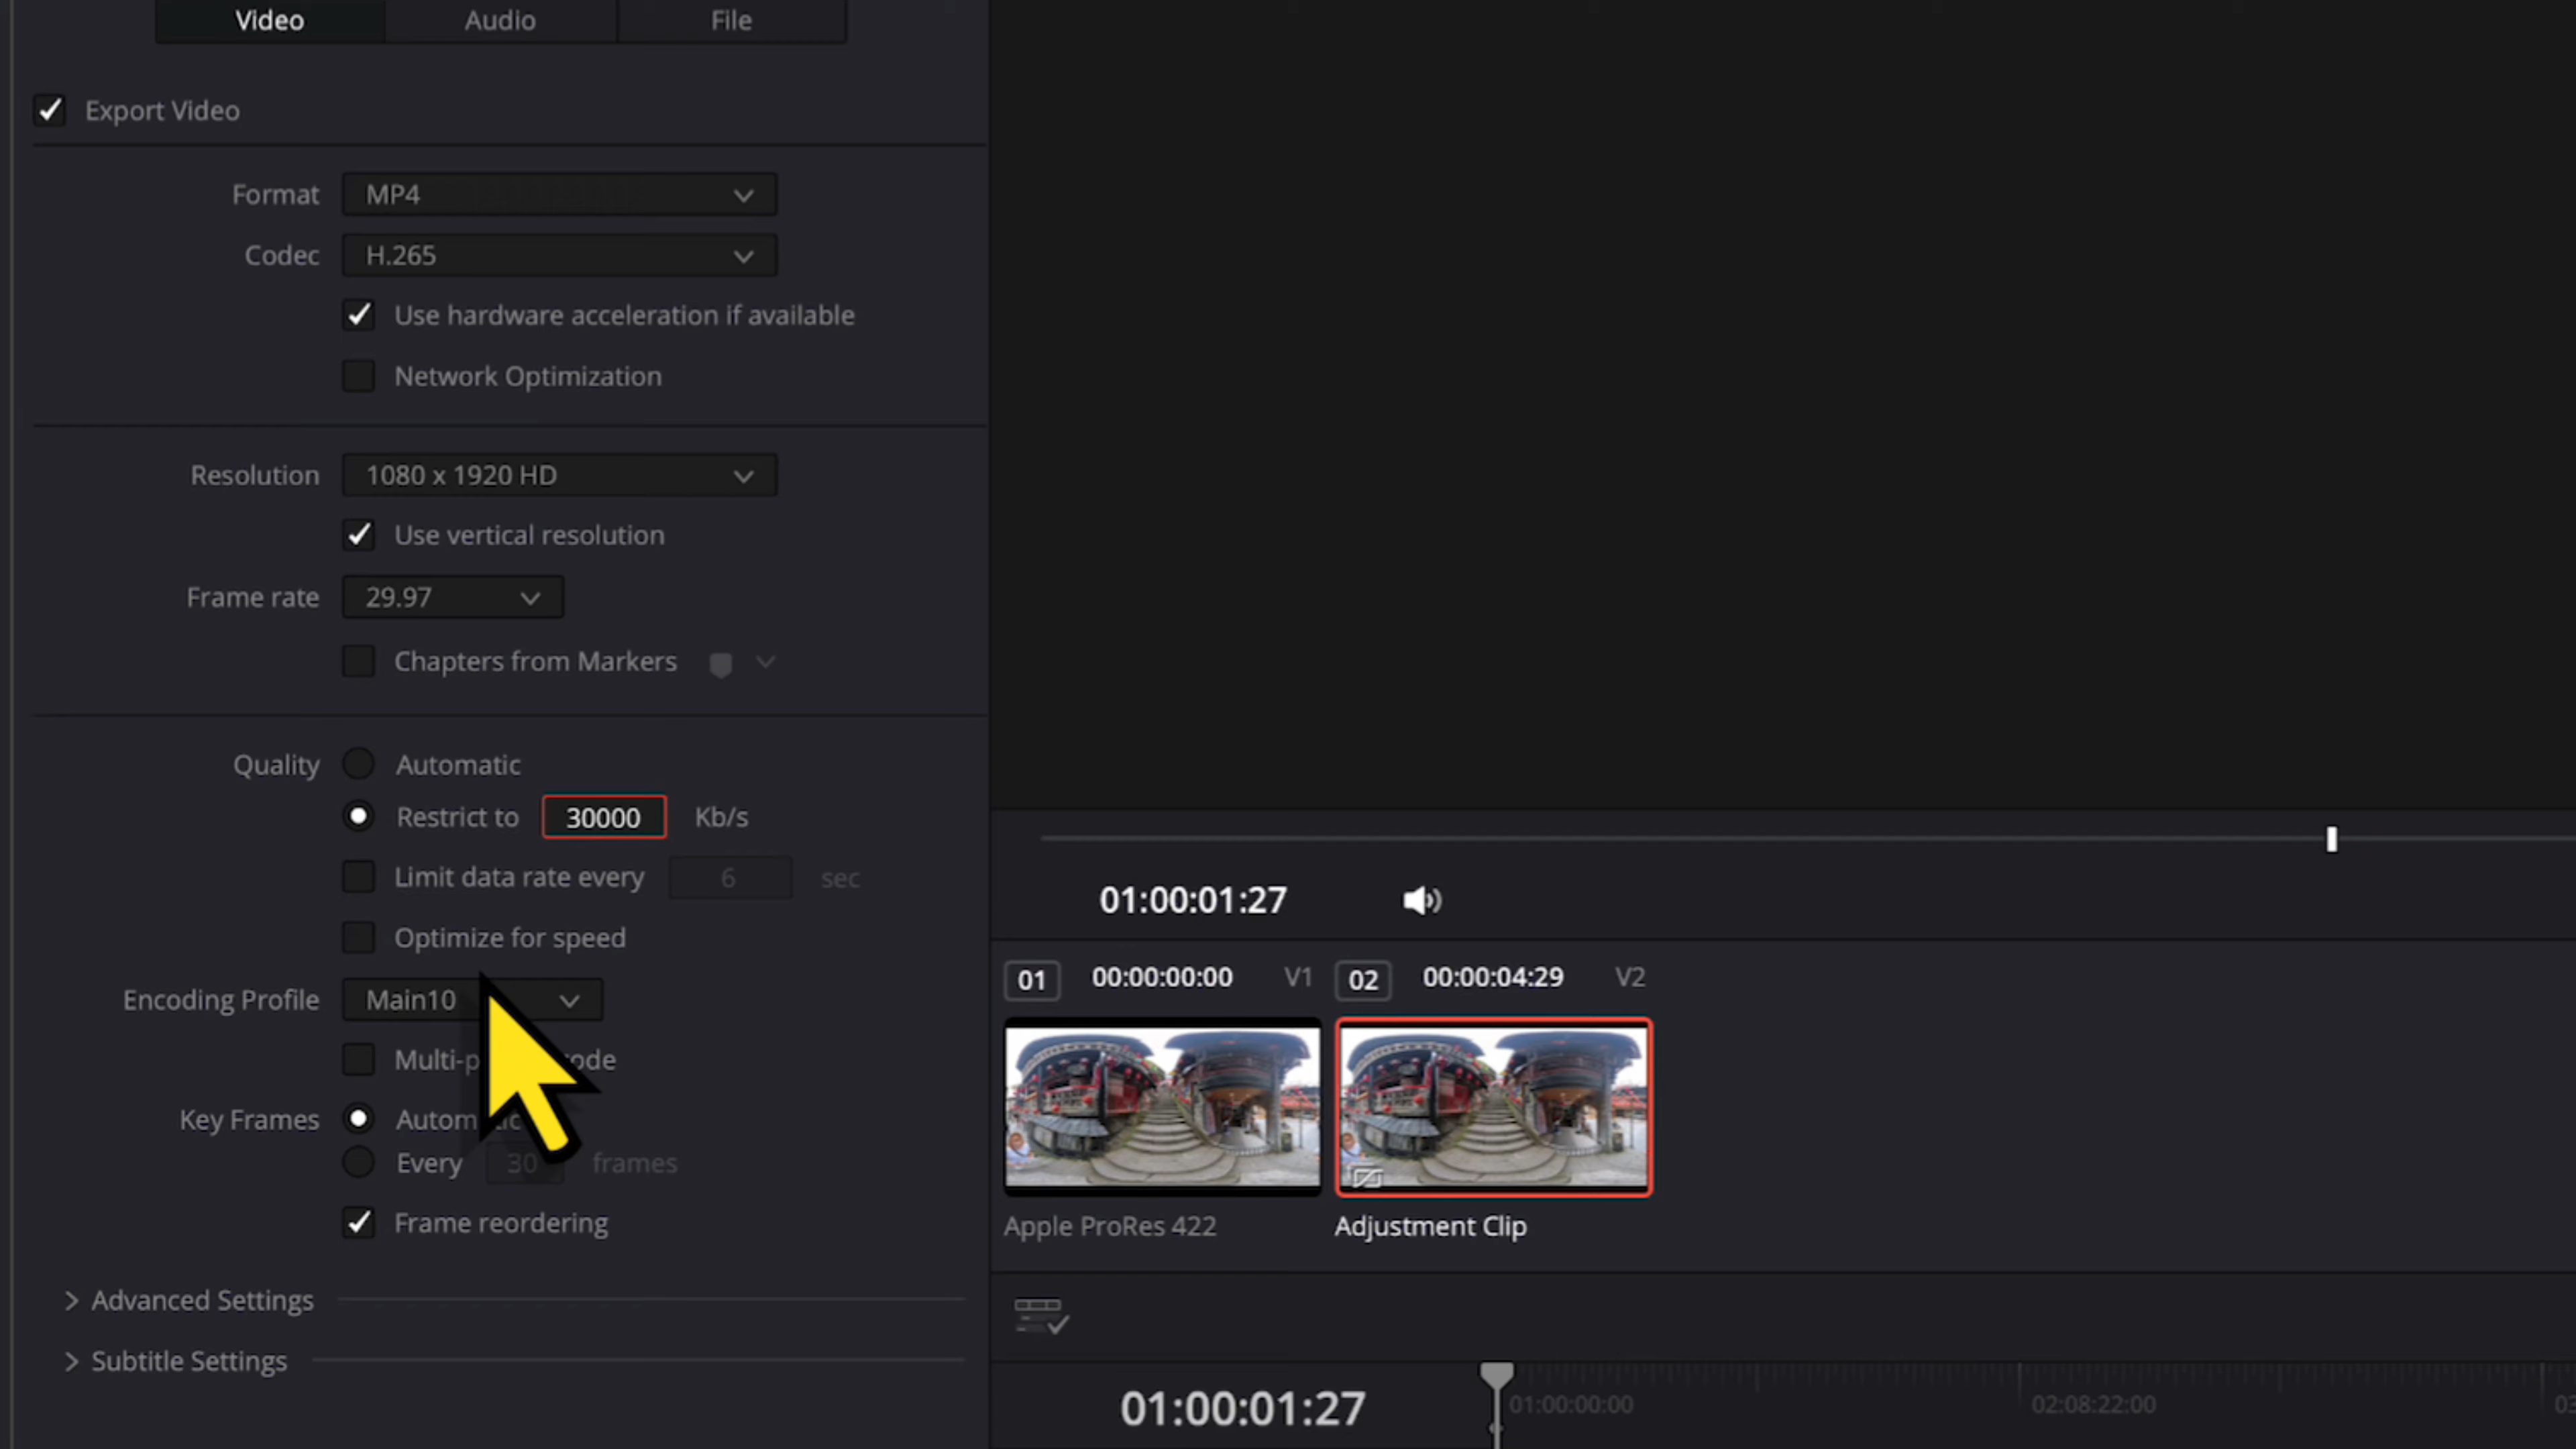 Video Audio File
Export Video
Format MP4
Codec H.265
Use hardware acceleration if available
Network Optimization
Resolution 1080 x 1920 HD
Use vertical resolution
Frame rate 29.97
Chapters from Markers
Quality Automatic
Restrict to 30000 Kb/s
Limit data rate every 6 sec
Optimize for speed
Encoding Profile Main10
Key Frames
Every 30 frames
Frame reordering
Advanced Settings
Subtitle Settings
01:00:01:27
01 00:00:00:00 V1 02 00:00:04:29 V2
Apple ProRes 422 Adjustment Clip
01:00:01:27 01:00:00:00 02:08:22:00